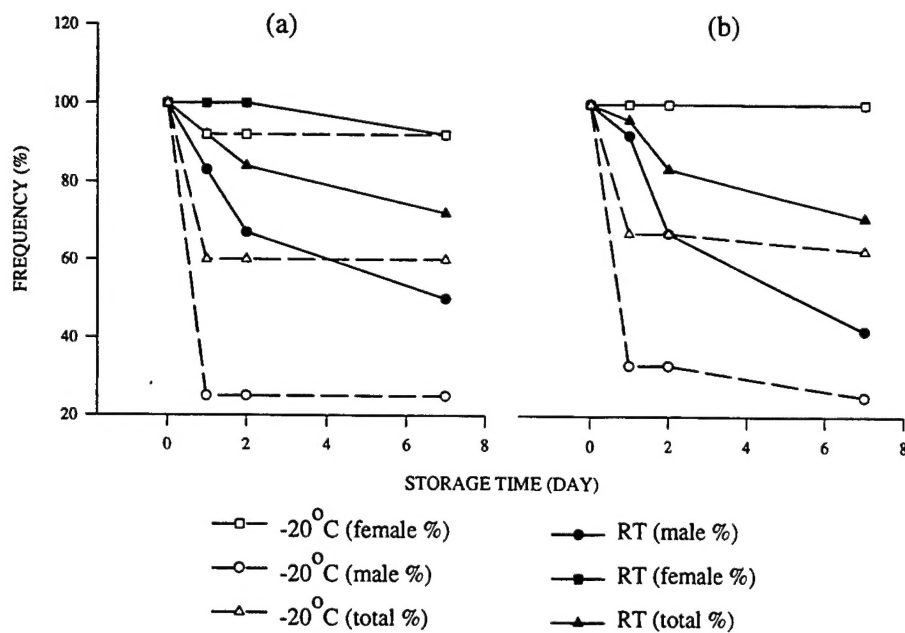 (a) (b)
120
100
80
60
40
20
FREQUENCY (%)
0 2 4 6 8 0 2 4 6 8
STORAGE TIME (DAY)
-20°C (female %) RT (male %)
-20°C (male %) RT (female %)
-20°C (total %) RT (total %)